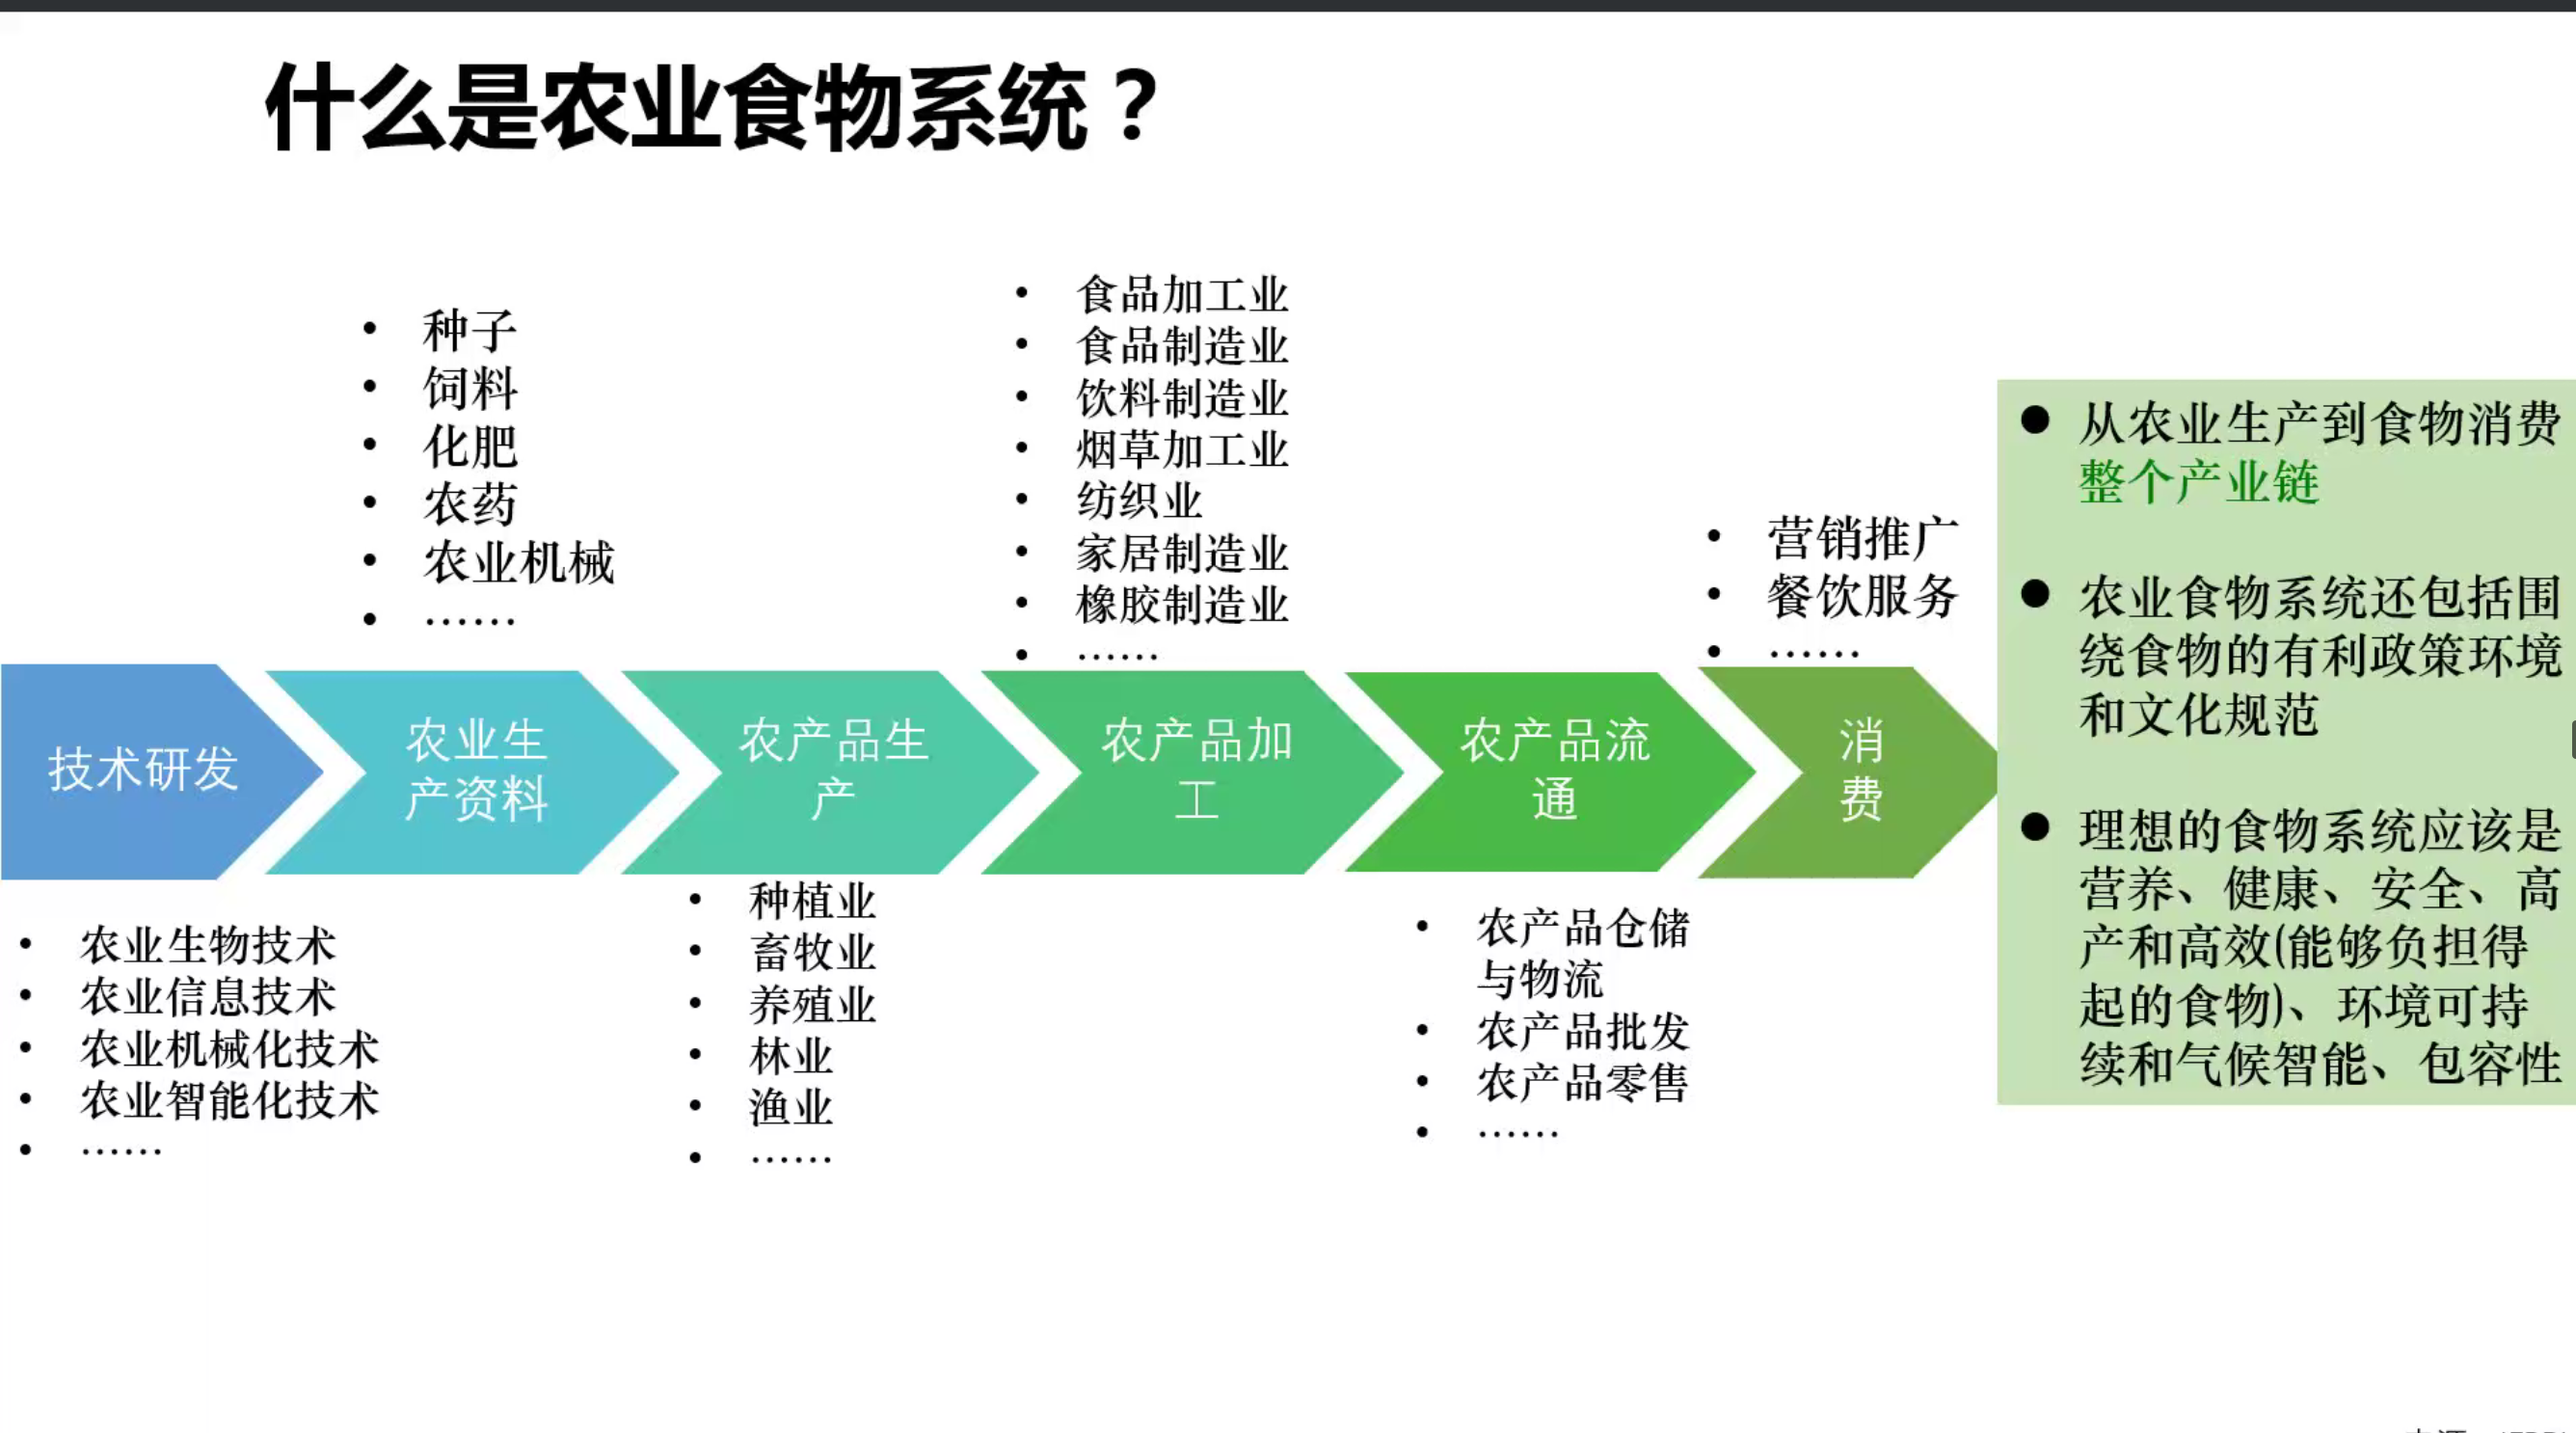 什么是农业食物系统？
• 种子
• 饲料
• 化肥
• 农药
• 农业机械
• ……
• 食品加工业
• 食品制造业
• 饮料制造业
• 烟草加工业
• 纺织业
• 家居制造业
• 橡胶制造业
• ……
• 营销推广
• 餐饮服务
• ……
技术研发
农业生
产资料
农产品生
产
农产品加
工
农产品流
通
消
费
• 农业生物技术
• 农业信息技术
• 农业机械化技术
• 农业智能化技术
• ……
• 种植业
• 畜牧业
• 养殖业
• 林业
• 渔业
• ……
• 农产品仓储
与物流
• 农产品批发
• 农产品零售
• ……
● 从农业生产到食物消费
整个产业链
● 农业食物系统还包括围
绕食物的有利政策环境
和文化规范
● 理想的食物系统应该是
营养、健康、安全、高
产和高效(能够负担得
起的食物)、环境可持
续和气候智能、包容性